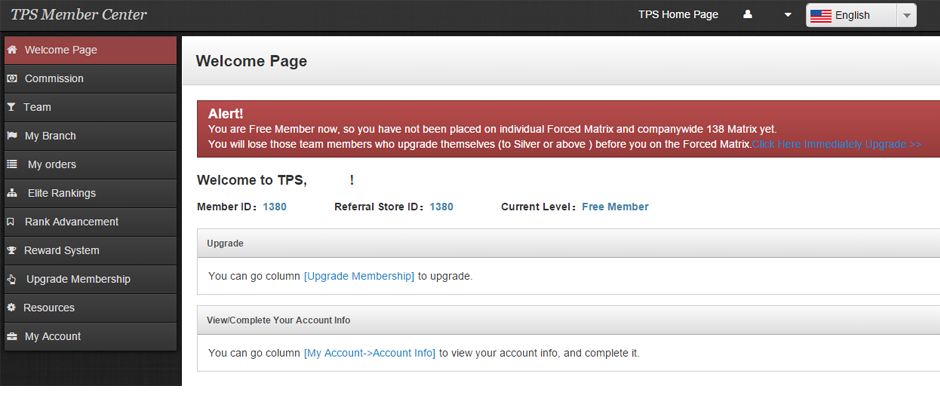 TPS Member Center
TPS Home Page
English
Welcome Page
Commission
Team
My Branch
My orders
Elite Rankings
Rank Advancement
Reward System
Upgrade Membership
Resources
My Account
Welcome Page
Alert!
You are Free Member now, so you have not been placed on individual Forced Matrix and companywide 138 Matrix yet.
You will lose those team members who upgrade themselves (to Silver or above ) before you on the Forced Matrix.Click Here Immediately Upgrade >>
Welcome to TPS, !
Member ID：1380 Referral Store ID：1380 Current Level：Free Member
Upgrade
You can go column [Upgrade Membership] to upgrade.
View/Complete Your Account Info
You can go column [My Account->Account Info] to view your account info, and complete it.